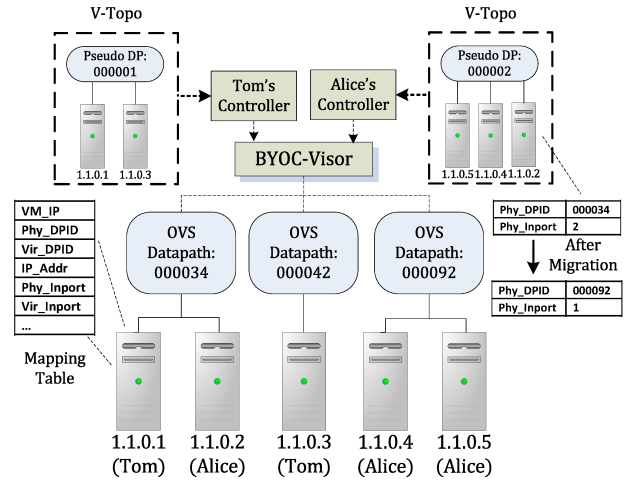 V-Topo
V-Topo
Pseudo DP:
000001
1.1.0.1
1.1.0.3
Tom's
Controller
Alice's
Controller
Pseudo DP:
000002
1.1.0.5
1.1.0.4
1.1.0.2
BYOC-Visor
VM_IP
Phy_DPID
Vir_DPID
IP_Addr
Phy_Inport
Vir_Inport
...
Mapping
Table
OVS
Datapath:
000034
OVS
Datapath:
000042
OVS
Datapath:
000092
Phy_DPID 000034
Phy_Inport 2
After
Migration
Phy_DPID 000092
Phy_Inport 1
1.1.0.1
(Tom)
1.1.0.2
(Alice)
1.1.0.3
(Tom)
1.1.0.4
(Alice)
1.1.0.5
(Alice)